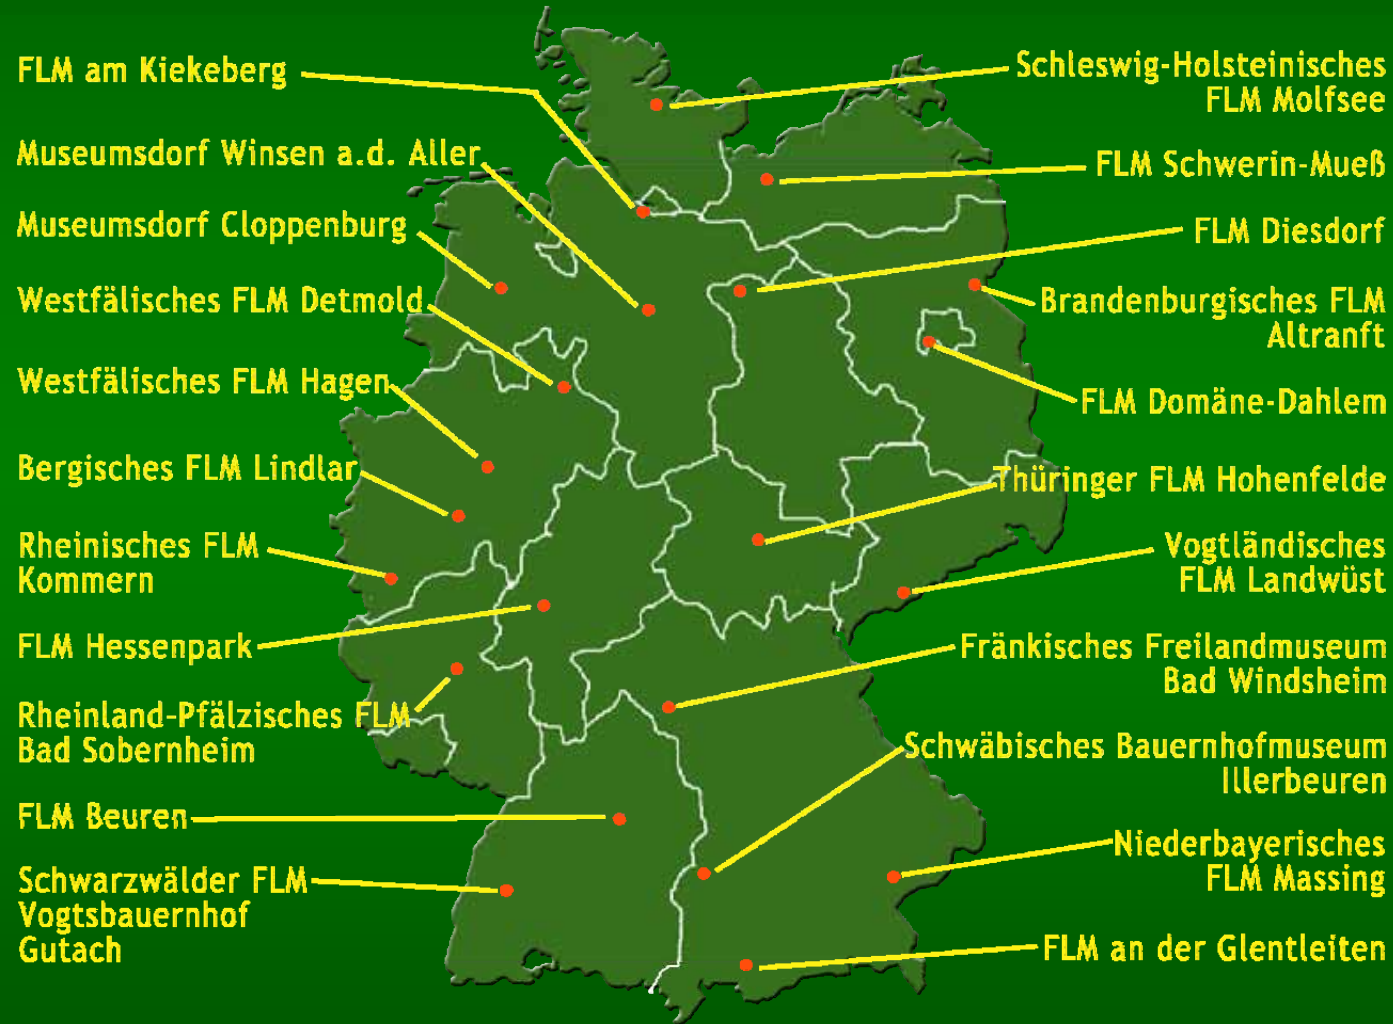 FLM am Kiekeberg
Museumsdorf Winsen a.d. Aller
Museumsdorf Cloppenburg
Westfälisches FLM Detmold
Westfälisches FLM Hagen
Bergisches FLM Lindlar
Rheinisches FLM
Kommern
FLM Hessenpark
Rheinland-Pfälzisches FLM
Bad Sobernheim
FLM Beuren
Schwarzwälder FLM
Vogtsbauernhof
Gutach
Schleswig-Holsteinisches
FLM Molfsee
FLM Schwerin-Mueß
FLM Diesdorf
Brandenburgisches FLM
Altranft
FLM Domäne-Dahlem
Thüringer FLM Hohenfelde
Vogtländisches
FLM Landwüst
Fränkisches Freilandmuseum
Bad Windsheim
Schwäbisches Bauernhofmuseum
Illerbeuren
Niederbayerisches
FLM Massing
FLM an der Glentleiten